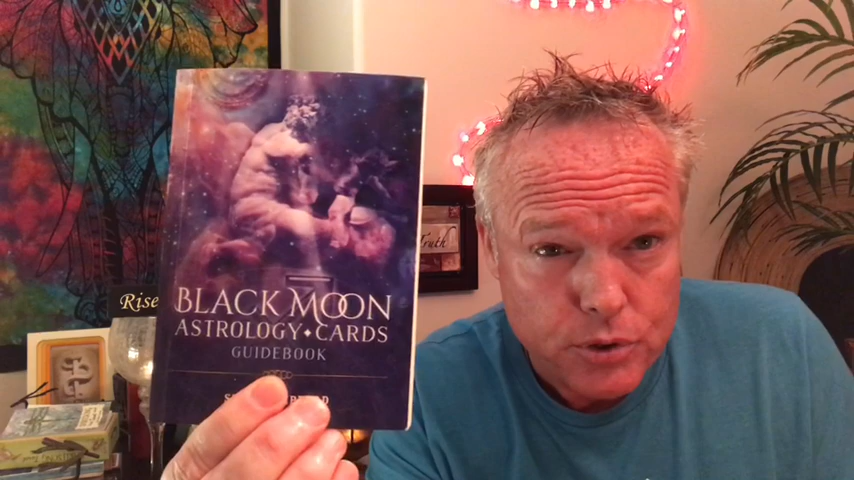 BLACK MOON
ASTROLOGY ✦ CARDS
GUIDEBOOK
Rise
Truth